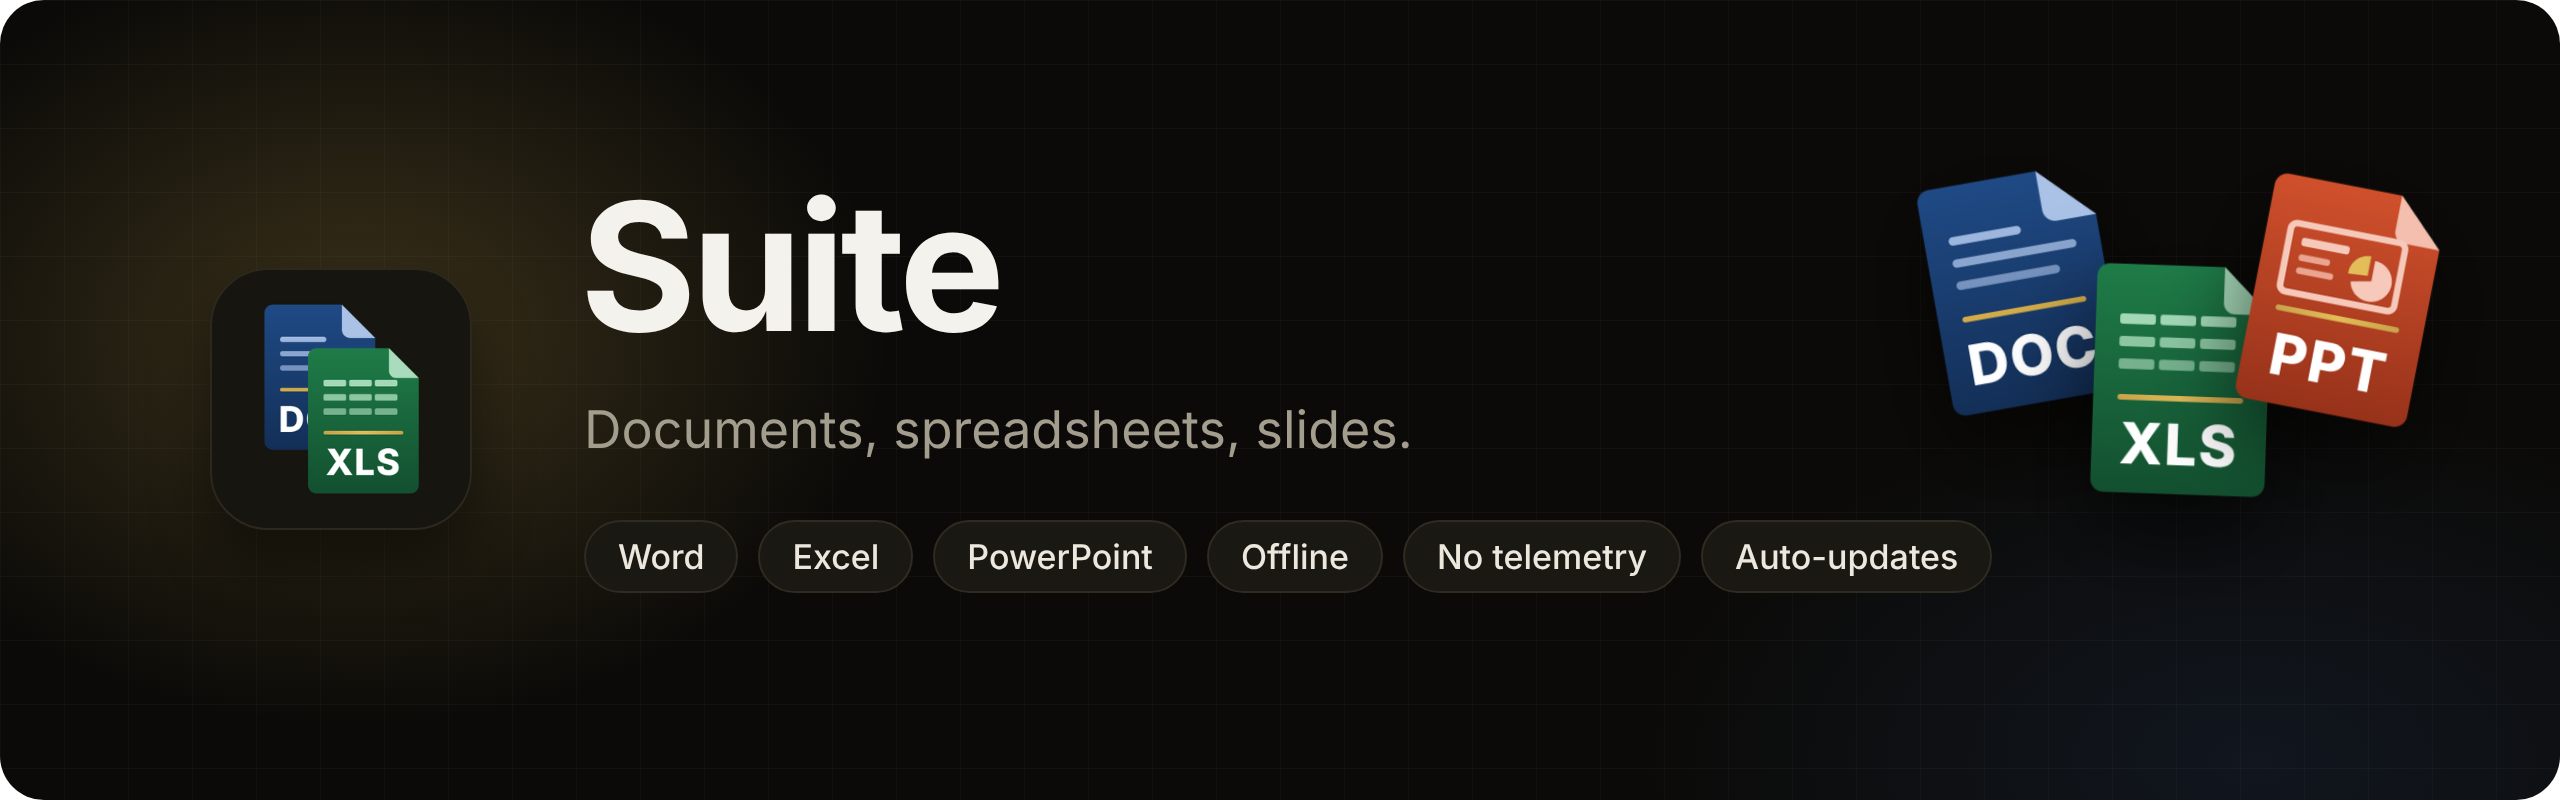 Suite
Documents, spreadsheets, slides.
Word Excel PowerPoint Offline No telemetry Auto-updates
XLS
DOC
XLS
PPT